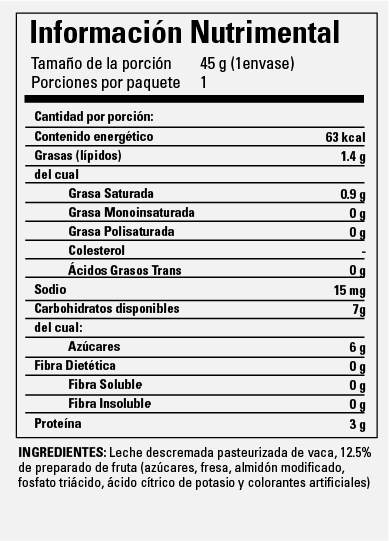 Información Nutrimental
Tamaño de la porción 45 g (1envase)
Porciones por paquete 1
Cantidad por porción:
Contenido energético 63 kcal
Grasas (lípidos) 1.4 g
del cual
Grasa Saturada 0.9 g
Grasa Monoinsaturada 0 g
Grasa Polisaturada 0 g
Colesterol -
Ácidos Grasos Trans 0 g
Sodio 15 mg
Carbohidratos disponibles 7g
del cual:
Azúcares 6 g
Fibra Dietética 0 g
Fibra Soluble 0 g
Fibra Insoluble 0 g
Proteína 3 g
INGREDIENTES: Leche descremada pasteurizada de vaca, 12.5%
de preparado de fruta (azúcares, fresa, almidón modificado,
fosfato triácido, ácido cítrico de potasio y colorantes artificiales)